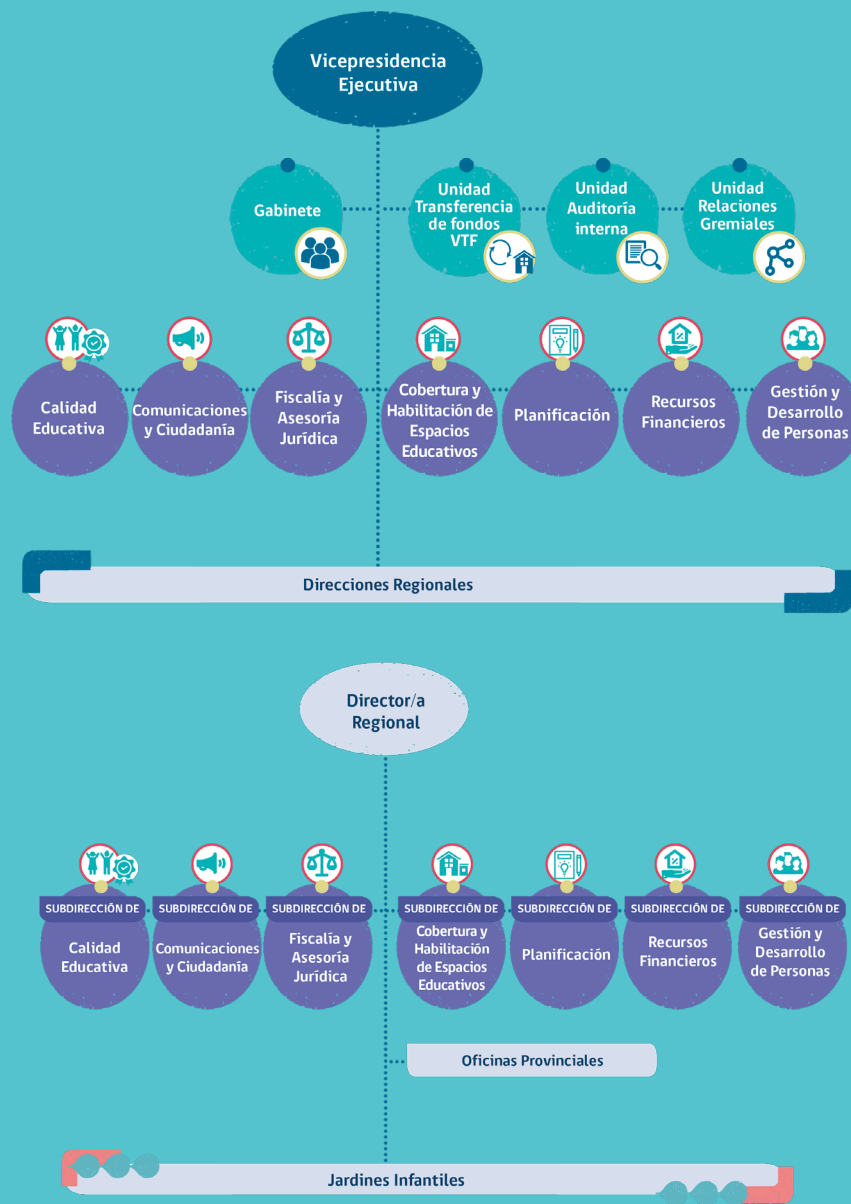 Vicepresidencia
Ejecutiva
Gabinete
Unidad
Transferencia
de fondos
VTF
Unidad
Auditoría
interna
Unidad
Relaciones
Gremiales
Calidad
Educativa
Comunicaciones
y Ciudadanía
Fiscalía y
Asesoría
Jurídica
Cobertura y
Habilitación de
Espacios
Educativos
Planificación
Recursos
Financieros
Gestión y
Desarrollo
de Personas
Direcciones Regionales
Director/a
Regional
SUBDIRECCIÓN DE
Calidad
Educativa
SUBDIRECCIÓN DE
Comunicaciones
y Ciudadanía
SUBDIRECCIÓN DE
Fiscalía y
Asesoría
Jurídica
SUBDIRECCIÓN DE
Cobertura y
Habilitación
de Espacios
Educativos
SUBDIRECCIÓN DE
Planificación
SUBDIRECCIÓN DE
Recursos
Financieros
SUBDIRECCIÓN DE
Gestión y
Desarrollo
de Personas
Oficinas Provinciales
Jardines Infantiles